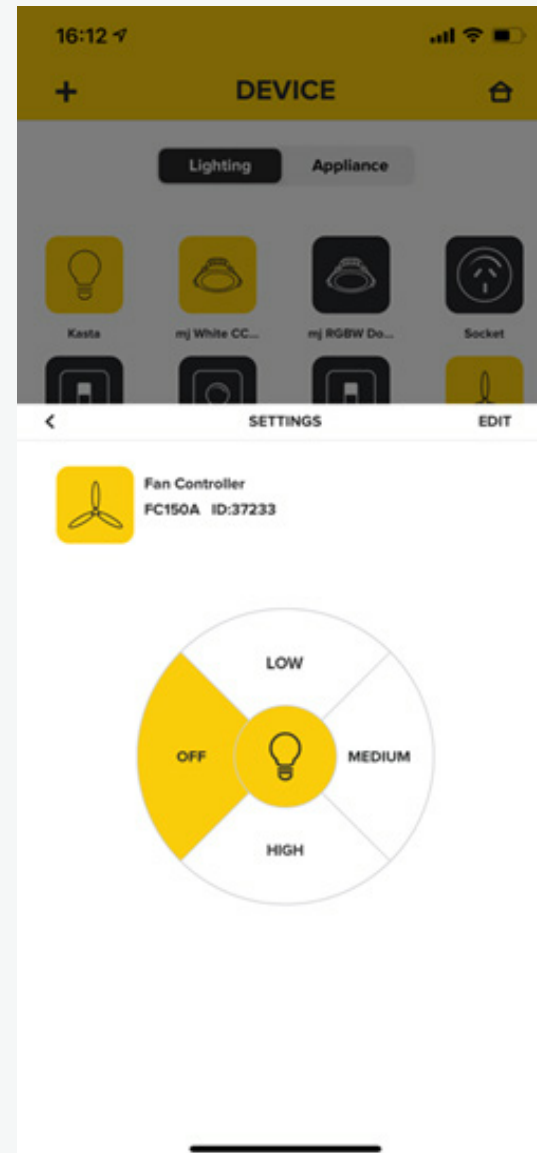 16:12
DEVICE
Lighting Appliance
Kasta mj White CC... mj RGBW Do... Socket
SETTINGS EDIT
Fan Controller
FC150A ID:37233
LOW
OFF MEDIUM
HIGH